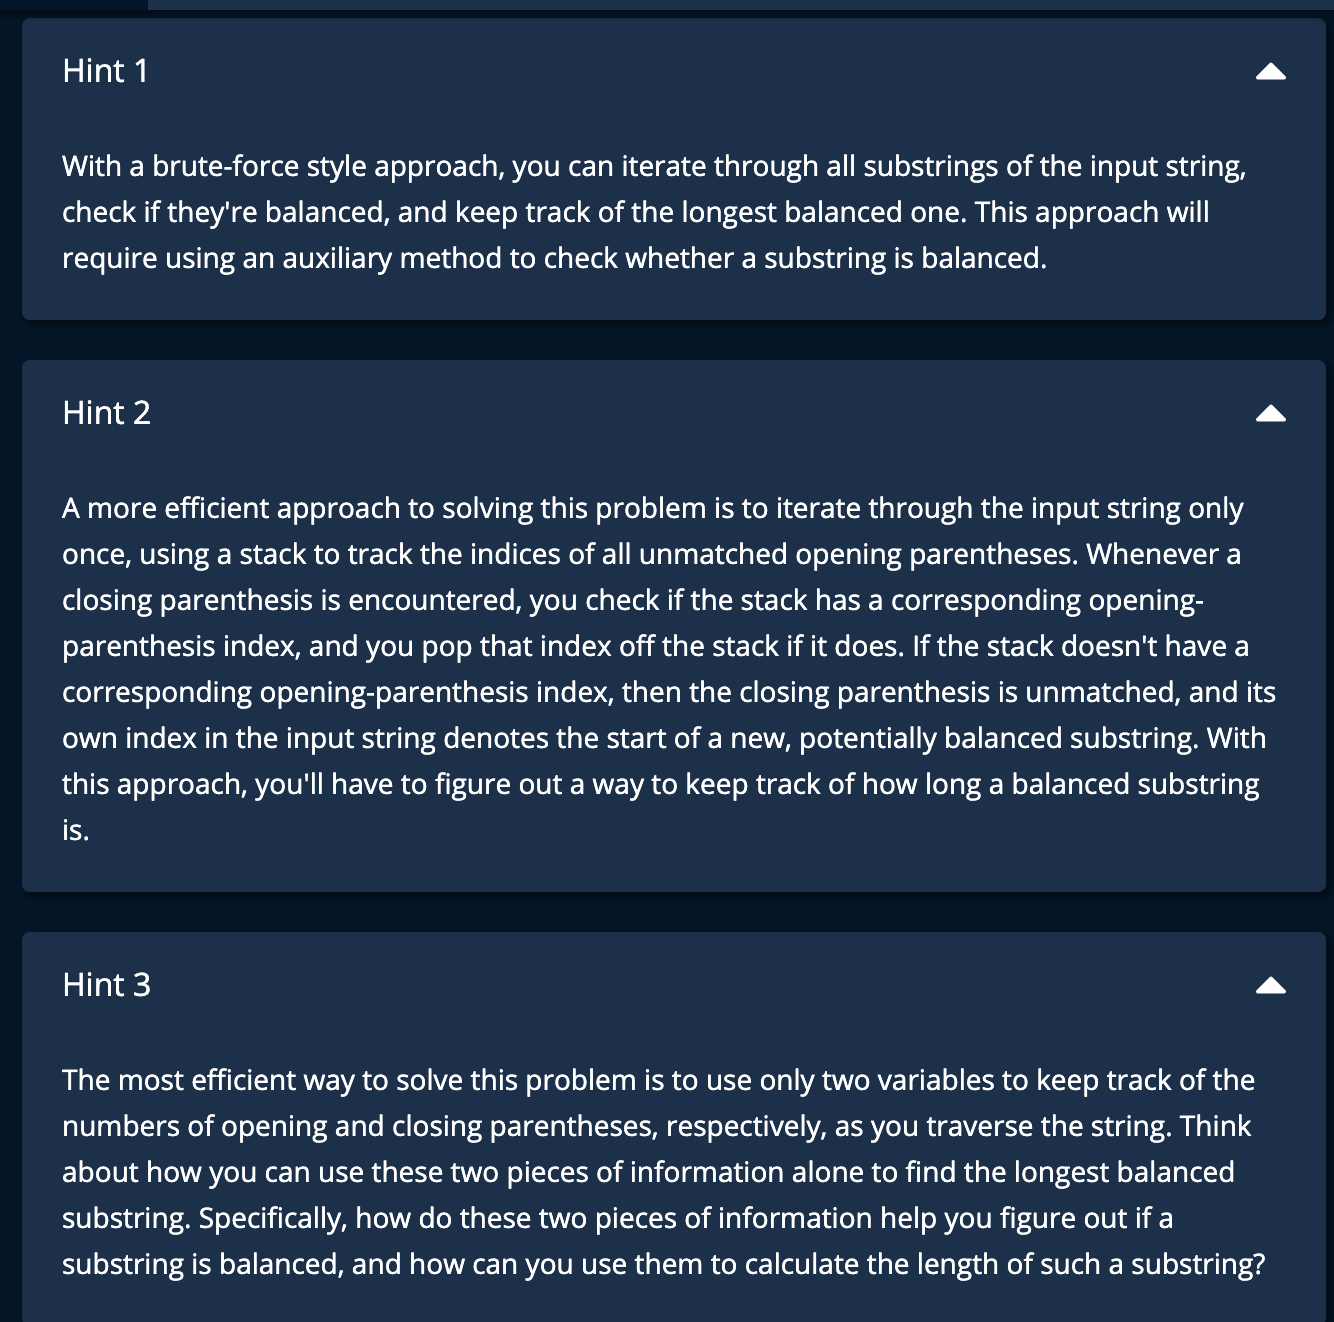 Hint 1
With a brute-force style approach, you can iterate through all substrings of the input string,
check if they're balanced, and keep track of the longest balanced one. This approach will
require using an auxiliary method to check whether a substring is balanced.
Hint 2
A more efficient approach to solving this problem is to iterate through the input string only
once, using a stack to track the indices of all unmatched opening parentheses. Whenever a
closing parenthesis is encountered, you check if the stack has a corresponding opening-
parenthesis index, and you pop that index off the stack if it does. If the stack doesn't have a
corresponding opening-parenthesis index, then the closing parenthesis is unmatched, and its
own index in the input string denotes the start of a new, potentially balanced substring. With
this approach, you'll have to figure out a way to keep track of how long a balanced substring
is.
Hint 3
The most efficient way to solve this problem is to use only two variables to keep track of the
numbers of opening and closing parentheses, respectively, as you traverse the string. Think
about how you can use these two pieces of information alone to find the longest balanced
substring. Specifically, how do these two pieces of information help you figure out if a
substring is balanced, and how can you use them to calculate the length of such a substring?